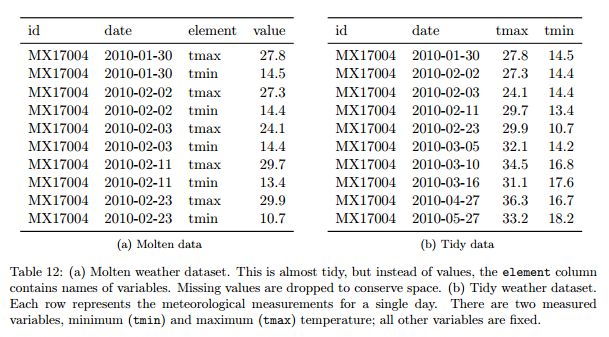 id date element value
MX17004 2010-01-30 tmax 27.8
MX17004 2010-01-30 tmin 14.5
MX17004 2010-02-02 tmax 27.3
MX17004 2010-02-02 tmin 14.4
MX17004 2010-02-03 tmax 24.1
MX17004 2010-02-03 tmin 14.4
MX17004 2010-02-11 tmax 29.7
MX17004 2010-02-11 tmin 13.4
MX17004 2010-02-23 tmax 29.9
MX17004 2010-02-23 tmin 10.7
(a) Molten data
id date tmax tmin
MX17004 2010-01-30 27.8 14.5
MX17004 2010-02-02 27.3 14.4
MX17004 2010-02-03 24.1 14.4
MX17004 2010-02-11 29.7 13.4
MX17004 2010-02-23 29.9 10.7
MX17004 2010-03-05 32.1 14.2
MX17004 2010-03-10 34.5 16.8
MX17004 2010-03-16 31.1 17.6
MX17004 2010-04-27 36.3 16.7
MX17004 2010-05-27 33.2 18.2
(b) Tidy data
Table 12: (a) Molten weather dataset. This is almost tidy, but instead of values, the element column
contains names of variables. Missing values are dropped to conserve space. (b) Tidy weather dataset.
Each row represents the meteorological measurements for a single day. There are two measured
variables, minimum (tmin) and maximum (tmax) temperature; all other variables are fixed.